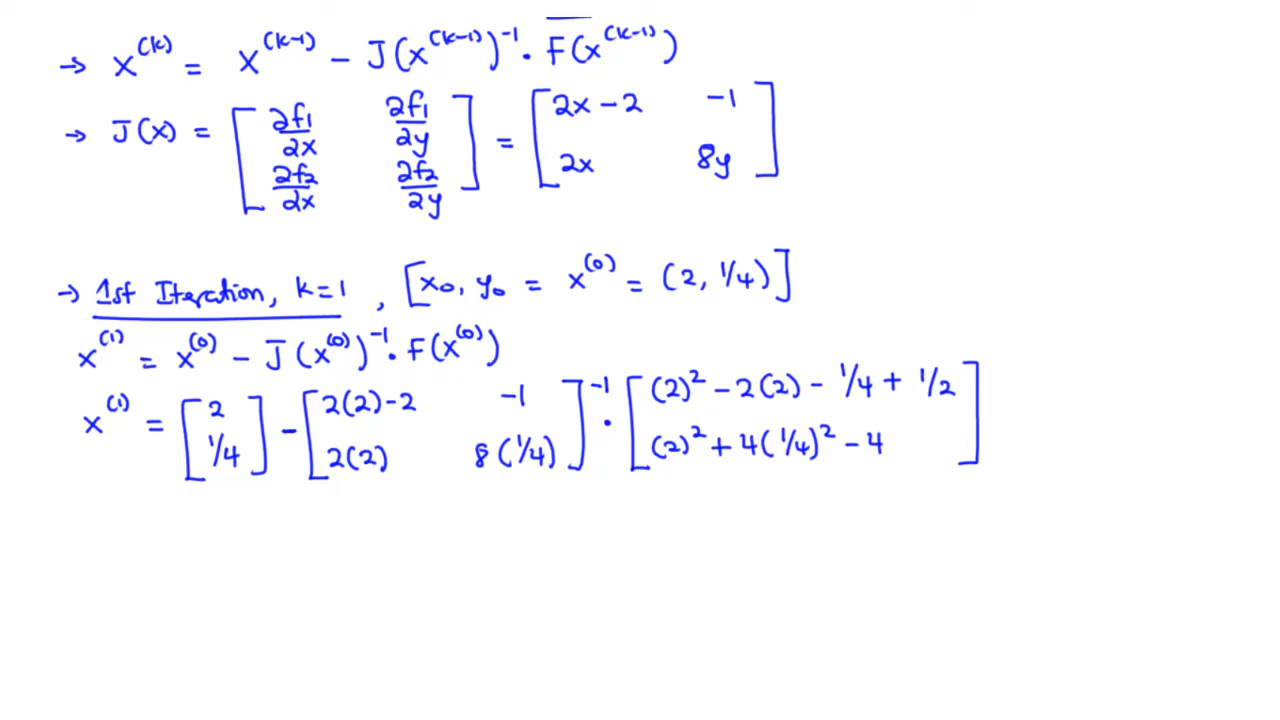 → x^(k) = x^(k-1) - J(x^(k-1))^-1 · F(x^(k-1))
→ J(x) = [∂f1/∂x ∂f1/∂y ; ∂f2/∂x ∂f2/∂y] = [2x - 2 -1 ; 2x 8y]
→ 1st Iteration, k=1 , [x0, y0 = x^(0) = (2, 1/4)]
x^(1) = x^(0) - J(x^(0))^-1 · F(x^(0))
x^(1) = [2 ; 1/4] - [2(2)-2 -1 ; 2(2) 8(1/4)]^-1 · [(2)^2 - 2(2) - 1/4 + 1/2 ; (2)^2 + 4(1/4)^2 - 4]